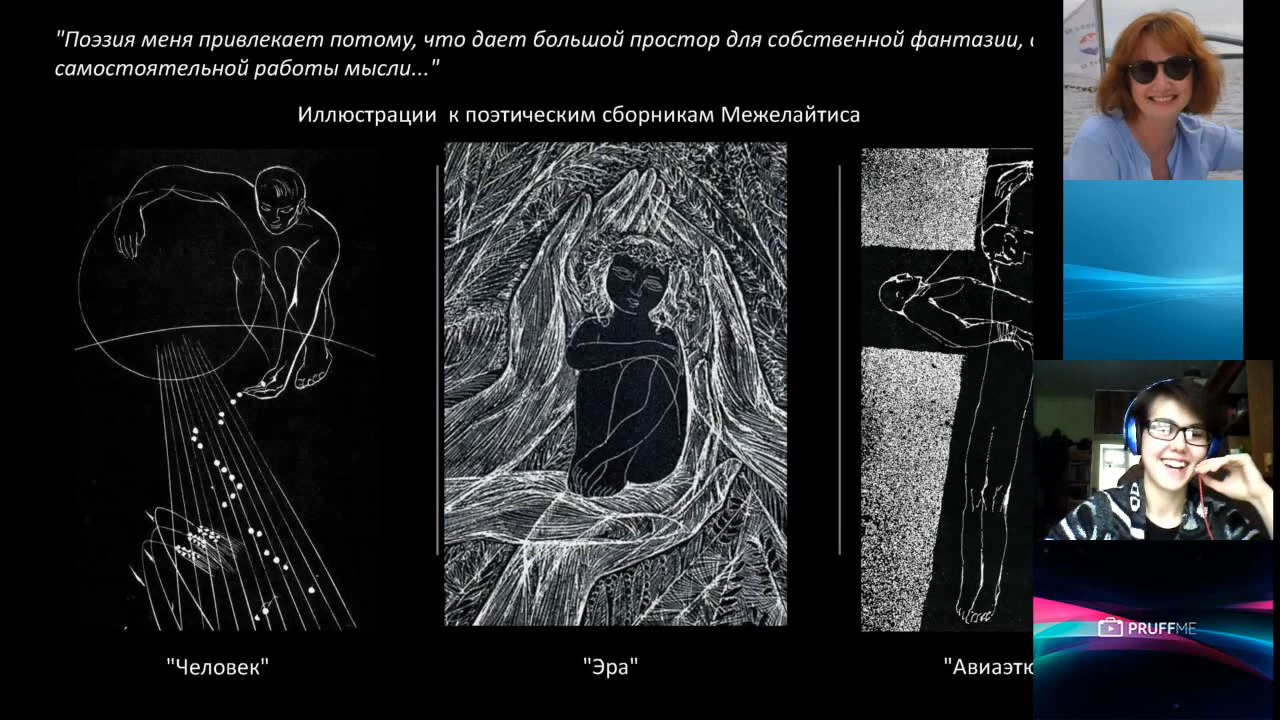 "Поэзия меня привлекает потому, что дает большой простор для собственной фантазии,
самостоятельной работы мысли..."
Иллюстрации к поэтическим сборникам Межелайтиса
"Человек"
"Эра"
"Авиаэтю
PRUFFME